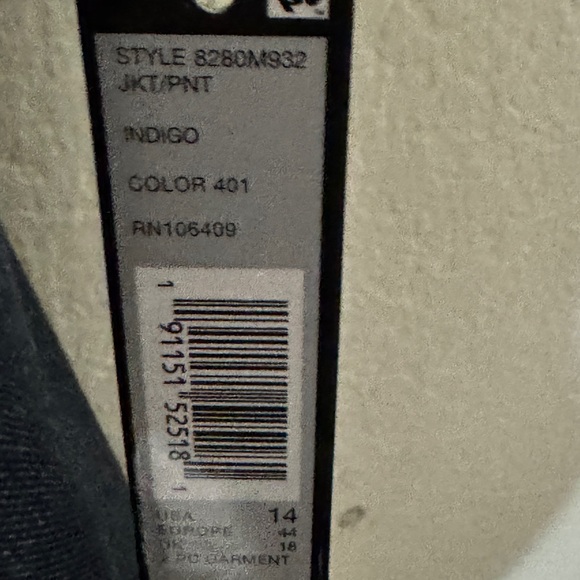 STYLE 8280M932
JKT/PNT
INDIGO
COLOR 401
RN106409
1 91151 52518 1
USA 14
EUROPE 44
UK 18
PC GARMENT